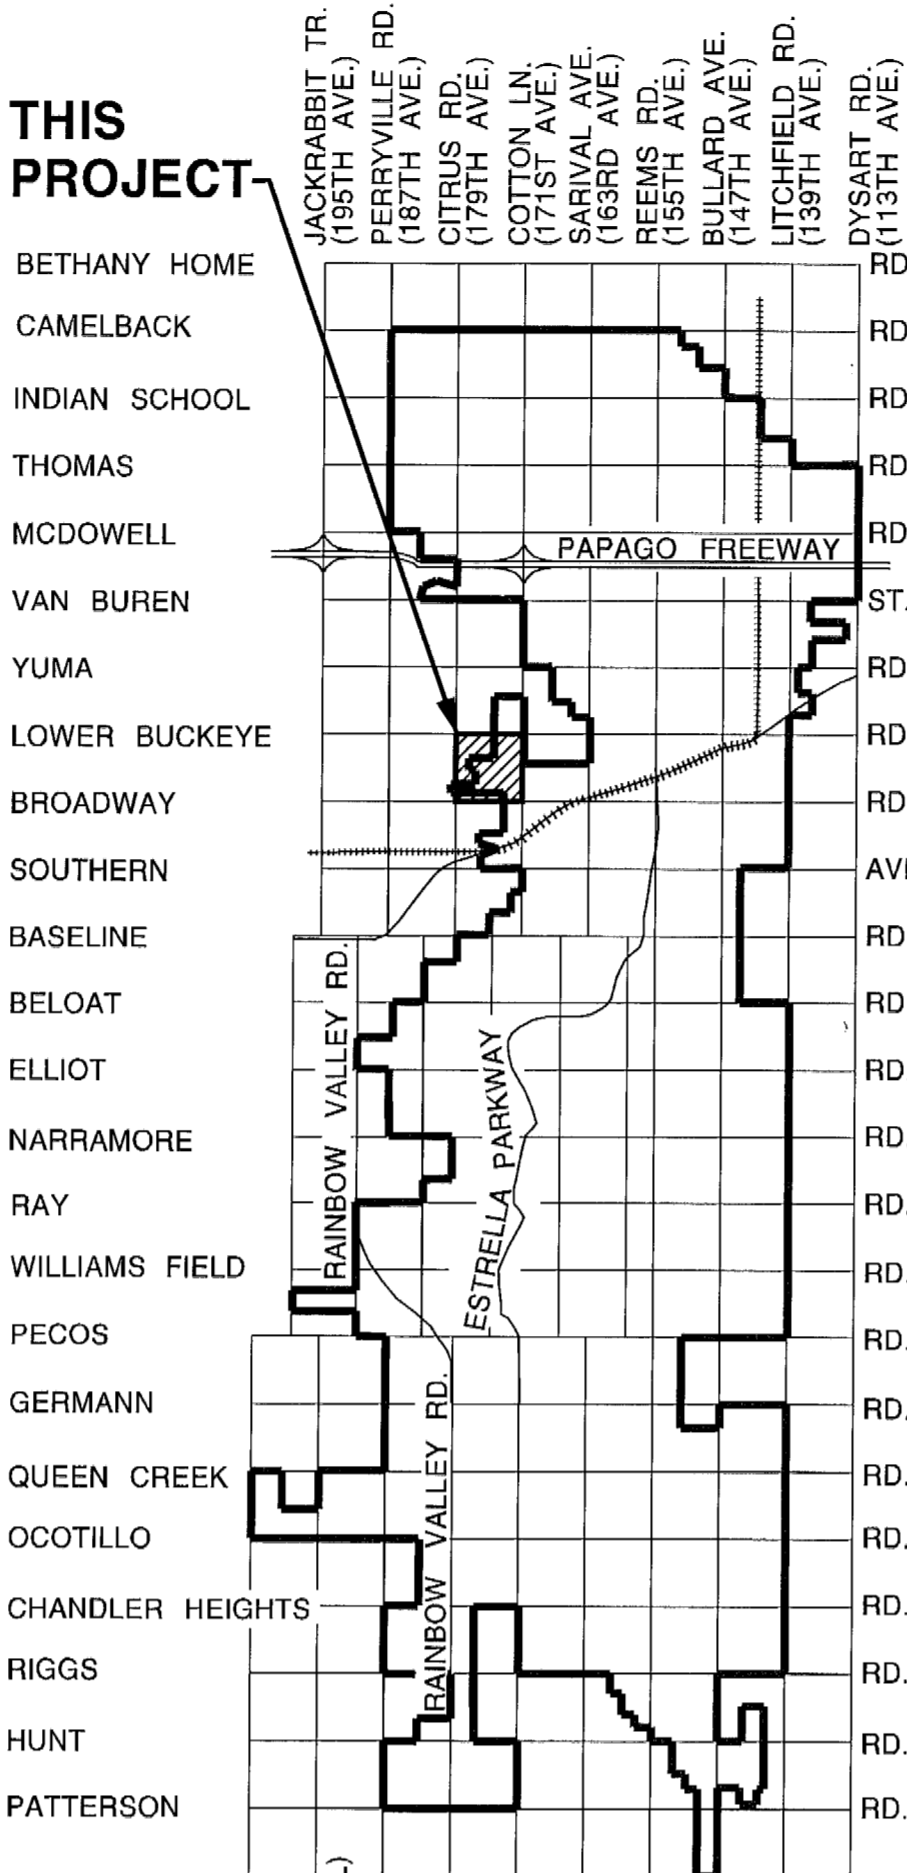 JACKRABBIT TR.
(195TH AVE.)
PERRYVILLE RD.
(187TH AVE.)
CITRUS RD.
(179TH AVE.)
COTTON LN.
(171ST AVE.)
SARIVAL AVE.
(163RD AVE.)
REEMS RD.
(155TH AVE.)
BULLARD AVE.
(147TH AVE.)
LITCHFIELD RD.
(139TH AVE.)
DYSART RD.
(113TH AVE.)
THIS
PROJECT
BETHANY HOME RD
CAMELBACK RD
INDIAN SCHOOL RD
THOMAS RD
MCDOWELL RD
PAPAGO FREEWAY
VAN BUREN ST.
YUMA RD
LOWER BUCKEYE RD
BROADWAY RD
SOUTHERN AV
BASELINE RD
BELOAT RD
ELLIOT RD
NARRAMORE RD
RAY RD.
WILLIAMS FIELD RD.
PECOS RD.
GERMANN RD.
QUEEN CREEK RD.
OCOTILLO RD.
CHANDLER HEIGHTS RD.
RIGGS RD.
HUNT RD.
PATTERSON RD.
RAINBOW VALLEY RD.
ESTRELLA PARKWAY
RAINBOW VALLEY RD.